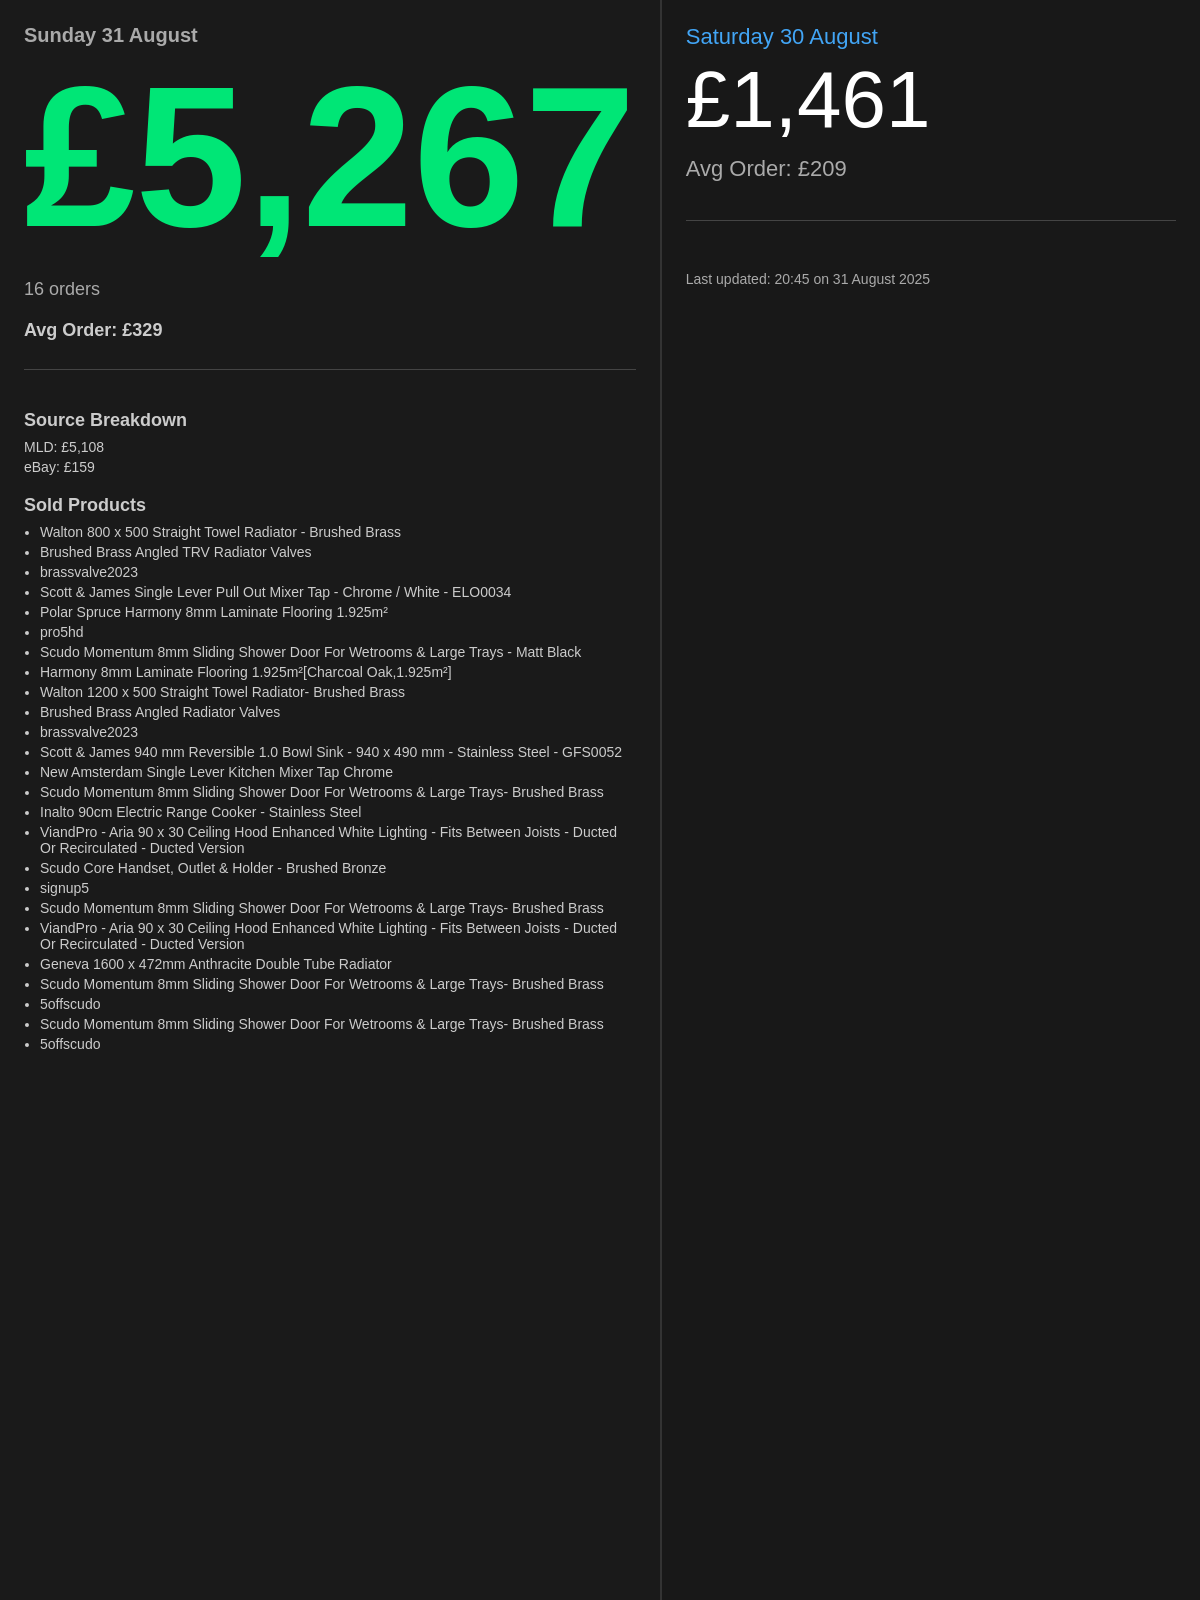 Sunday 31 August
£5,267
16 orders
Avg Order: £329
Source Breakdown
MLD: £5,108
eBay: £159
Sold Products
• Walton 800 x 500 Straight Towel Radiator - Brushed Brass
• Brushed Brass Angled TRV Radiator Valves
• brassvalve2023
• Scott & James Single Lever Pull Out Mixer Tap - Chrome / White - ELO0034
• Polar Spruce Harmony 8mm Laminate Flooring 1.925m²
• pro5hd
• Scudo Momentum 8mm Sliding Shower Door For Wetrooms & Large Trays - Matt Black
• Harmony 8mm Laminate Flooring 1.925m²[Charcoal Oak,1.925m²]
• Walton 1200 x 500 Straight Towel Radiator- Brushed Brass
• Brushed Brass Angled Radiator Valves
• brassvalve2023
• Scott & James 940 mm Reversible 1.0 Bowl Sink - 940 x 490 mm - Stainless Steel - GFS0052
• New Amsterdam Single Lever Kitchen Mixer Tap Chrome
• Scudo Momentum 8mm Sliding Shower Door For Wetrooms & Large Trays- Brushed Brass
• Inalto 90cm Electric Range Cooker - Stainless Steel
• ViandPro - Aria 90 x 30 Ceiling Hood Enhanced White Lighting - Fits Between Joists - Ducted
Or Recirculated - Ducted Version
• Scudo Core Handset, Outlet & Holder - Brushed Bronze
• signup5
• Scudo Momentum 8mm Sliding Shower Door For Wetrooms & Large Trays- Brushed Brass
• ViandPro - Aria 90 x 30 Ceiling Hood Enhanced White Lighting - Fits Between Joists - Ducted
Or Recirculated - Ducted Version
• Geneva 1600 x 472mm Anthracite Double Tube Radiator
• Scudo Momentum 8mm Sliding Shower Door For Wetrooms & Large Trays- Brushed Brass
• 5offscudo
• Scudo Momentum 8mm Sliding Shower Door For Wetrooms & Large Trays- Brushed Brass
• 5offscudo
Saturday 30 August
£1,461
Avg Order: £209
Last updated: 20:45 on 31 August 2025